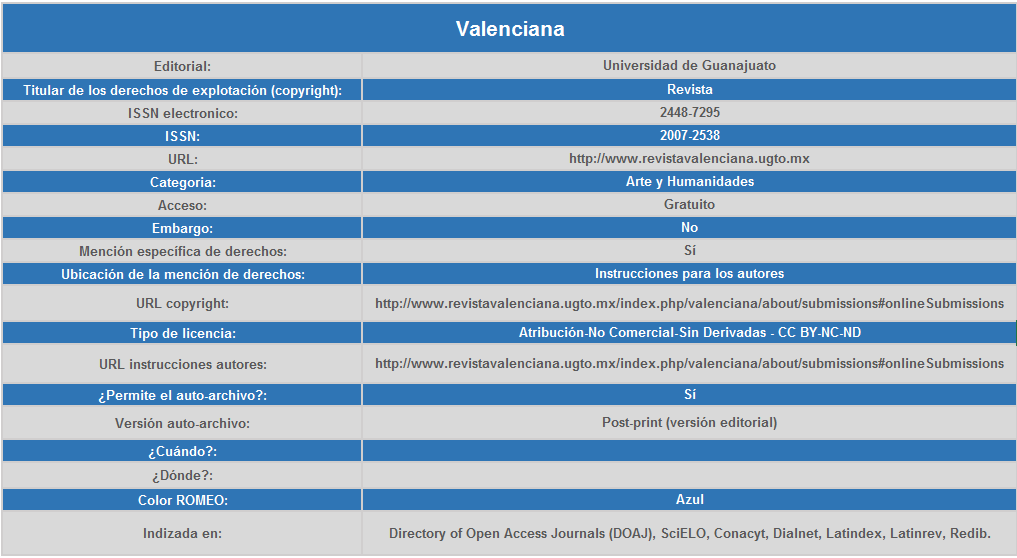 Valenciana
Editorial: Universidad de Guanajuato
Titular de los derechos de explotación (copyright): Revista
ISSN electronico: 2448-7295
ISSN: 2007-2538
URL: http://www.revistavalenciana.ugto.mx
Categoria: Arte y Humanidades
Acceso: Gratuito
Embargo: No
Mención específica de derechos: Sí
Ubicación de la mención de derechos: Instrucciones para los autores
URL copyright: http://www.revistavalenciana.ugto.mx/index.php/valenciana/about/submissions#onlineSubmissions
Tipo de licencia: Atribución-No Comercial-Sin Derivadas - CC BY-NC-ND
URL instrucciones autores: http://www.revistavalenciana.ugto.mx/index.php/valenciana/about/submissions#onlineSubmissions
¿Permite el auto-archivo?: Sí
Versión auto-archivo: Post-print (versión editorial)
¿Cuándo?:
¿Dónde?:
Color ROMEO: Azul
Indizada en: Directory of Open Access Journals (DOAJ), SciELO, Conacyt, Dialnet, Latindex, Latinrev, Redib.